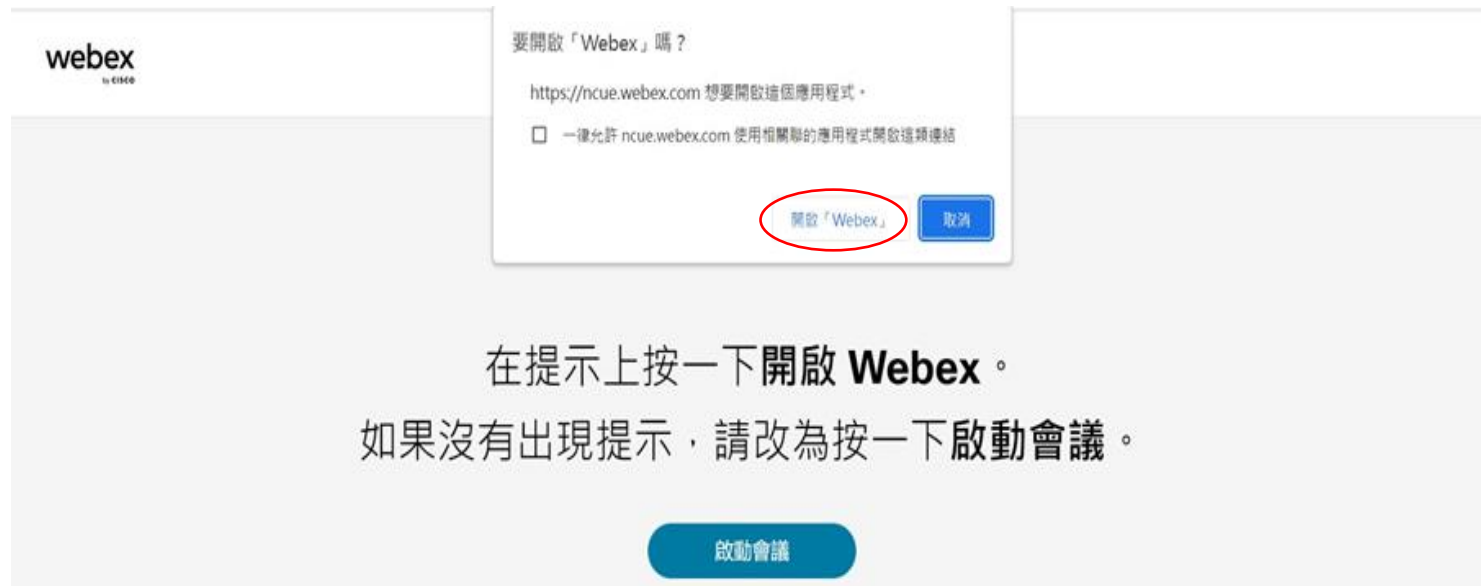 webex
by CISCO
要開啟「Webex」嗎？
https://ncue.webex.com 想要開啟這個應用程式。
一律允許 ncue.webex.com 使用相關聯的應用程式開啟這類連結
開啟「Webex」
取消
在提示上按一下開啟 Webex。
如果沒有出現提示，請改為按一下啟動會議。
啟動會議